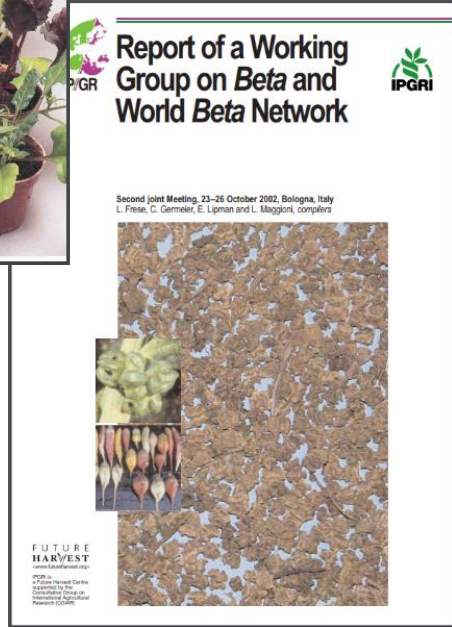 P/GR
Report of a Working
Group on Beta and
World Beta Network
IPGRI
Second joint Meeting, 23–26 October 2002, Bologna, Italy
L. Frese, C. Germeier, E. Lipman and L. Maggioni, compilers
FUTURE
HARVEST
<www.futureharvest.org>
IPGRI is
a Future Harvest Centre
supported by the
Consultative Group on
International Agricultural
Research (CGIAR)